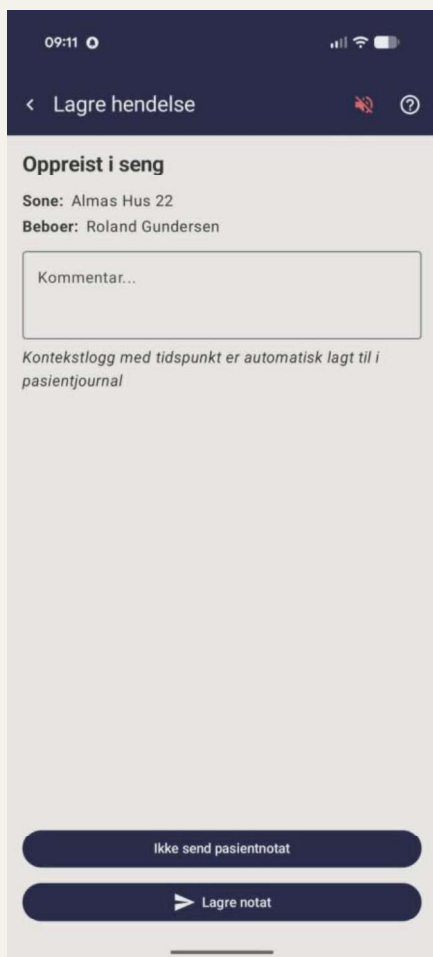 09:11
Lagre hendelse
Oppreist i seng
Sone: Almas Hus 22
Beboer: Roland Gundersen
Kommentar...
Kontekstlogg med tidspunkt er automatisk lagt til i
pasientjournal
Ikke send pasientnotat
Lagre notat